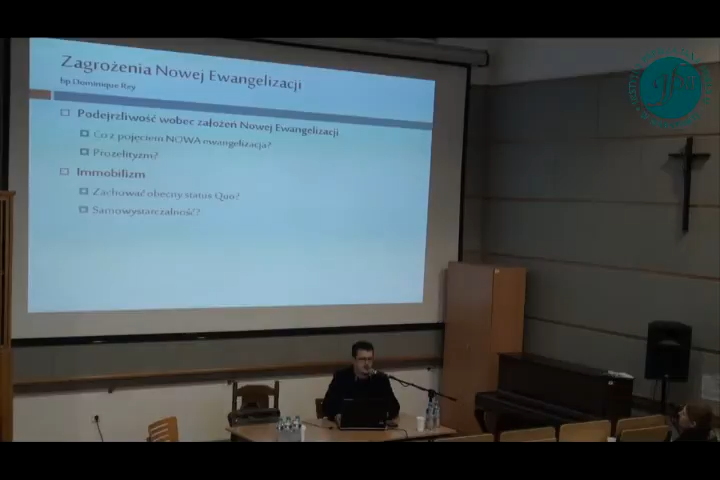 Zagrożenia Nowej Ewangelizacji
bp Dominique Rey
Podejrzliwość wobec założeń Nowej Ewangelizacji
Co z pojęciem NOWA ewangelizacja?
Prozelityzm?
Immobilizm
Zachować obecny status Quo?
Samowystarczalność?